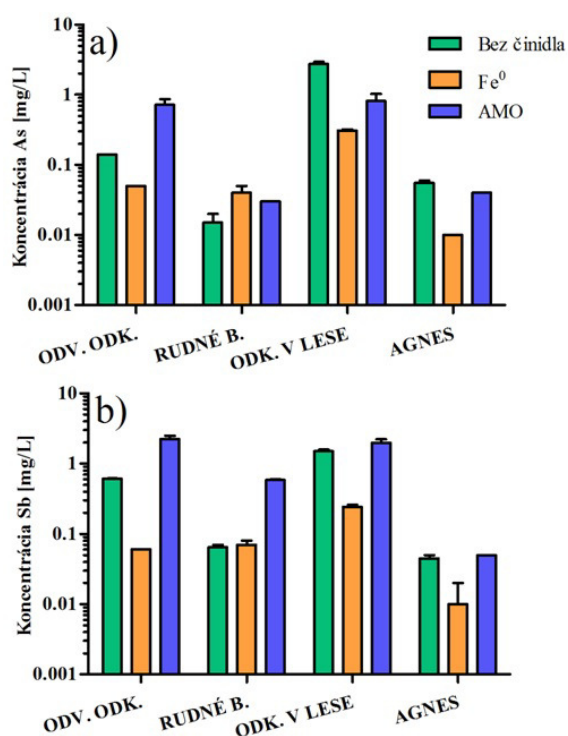 a)
Bez činidla
Fe⁰
AMO
Koncentrácia As [mg/L]
10
1
0.1
0.01
0.001
ODV. ODK.
RUDNÉ B.
ODK. V LESE
AGNES
b)
Koncentrácia Sb [mg/L]
10
1
0.1
0.01
0.001
ODV. ODK.
RUDNÉ B.
ODK. V LESE
AGNES